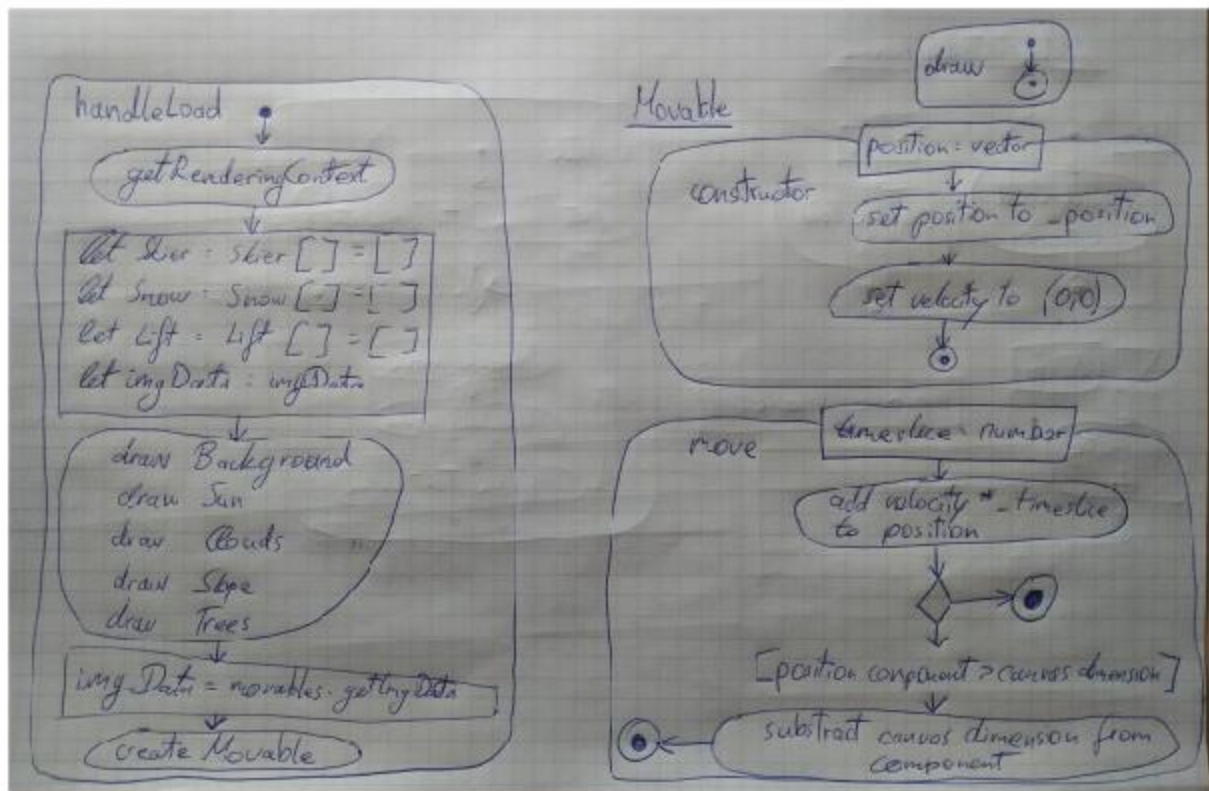 handleLoad
getRenderingContext
let Skier : Skier [ ] = [ ]
let Snow : Snow [ ] = [ ]
let Lift : Lift [ ] = [ ]
let imgData : imgData
draw Background
draw Sun
draw Clouds
draw Slope
draw Trees
imgData = movables.getImgData
create Movable
draw
Movable
position : vector
constructor
set position to _position
set velocity to (0,0)
timeslice : number
move
add velocity * _timeslice
to position
[position component > canvas dimension]
substract canvas dimension from
component